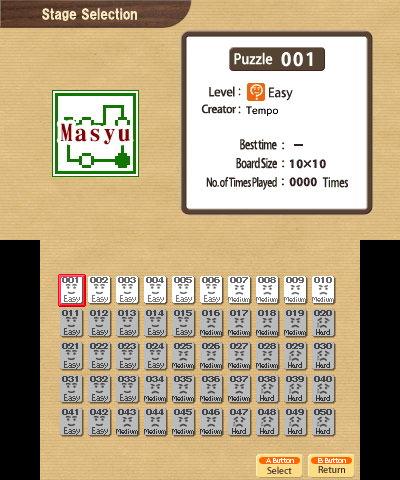 Stage Selection
Masyu
Puzzle 001
Level: Easy
Creator: Tempo
Best time : —
Board Size : 10×10
No. of Times Played : 0000 Times
001 002 003 004 005 006 007 008 009 010
Easy Easy Easy Easy Easy Easy Medium Medium Medium Medium
011 012 013 014 015 016 017 018 019 020
Easy Easy Easy Easy Easy Medium Medium Medium Medium Hard
021 022 023 024 025 026 027 028 029 030
Easy Easy Easy Easy Medium Medium Medium Medium Hard Hard
031 032 033 034 035 036 037 038 039 040
Easy Easy Easy Medium Medium Medium Medium Hard Hard Hard
041 042 043 044 045 046 047 048 049 050
Easy Easy Medium Medium Medium Medium Hard Hard Hard Hard
A Button B Button
Select Return